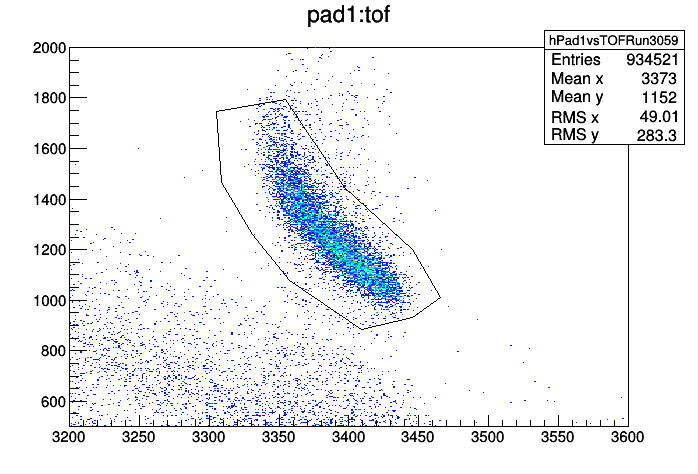 pad1:tof
hPad1vsTOFRun3059
Entries 934521
Mean x 3373
Mean y 1152
RMS x 49.01
RMS y 283.3
2000
1800
1600
1400
1200
1000
800
600
3200 3250 3300 3350 3400 3450 3500 3550 3600